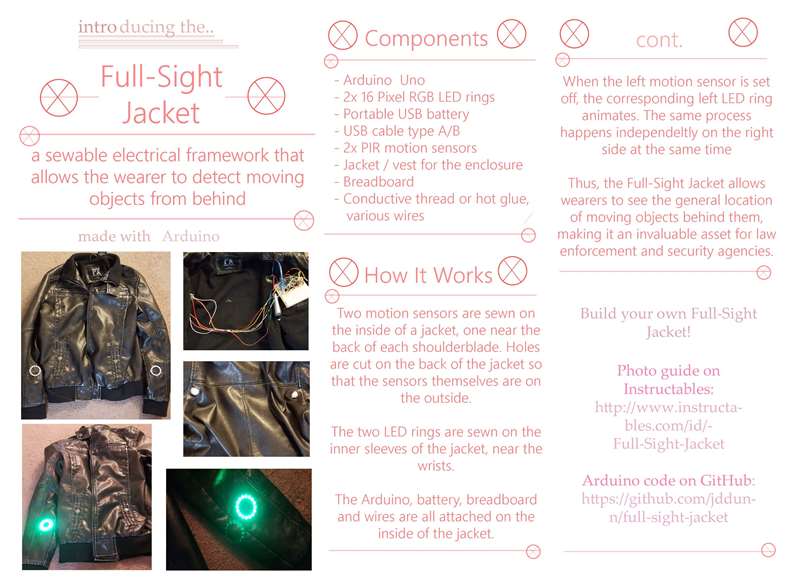 introducing the..
Full-Sight
Jacket
a sewable electrical framework that
allows the wearer to detect moving
objects from behind
made with Arduino
Components
- Arduino Uno
- 2x 16 Pixel RGB LED rings
- Portable USB battery
- USB cable type A/B
- 2x PIR motion sensors
- Jacket / vest for the enclosure
- Breadboard
- Conductive thread or hot glue,
various wires
How It Works
Two motion sensors are sewn on
the inside of a jacket, one near the
back of each shoulderblade. Holes
are cut on the back of the jacket so
that the sensors themselves are on
the outside.
The two LED rings are sewn on the
inner sleeves of the jacket, near the
wrists.
The Arduino, battery, breadboard
and wires are all attached on the
inside of the jacket.
cont.
When the left motion sensor is set
off, the corresponding left LED ring
animates. The same process
happens independeltly on the right
side at the same time
Thus, the Full-Sight Jacket allows
wearers to see the general location
of moving objects behind them,
making it an invaluable asset for law
enforcement and security agencies.
Build your own Full-Sight
Jacket!
Photo guide on
Instructables:
http://www.instructa-
bles.com/id/-
Full-Sight-Jacket
Arduino code on GitHub:
https://github.com/jddun-
n/full-sight-jacket